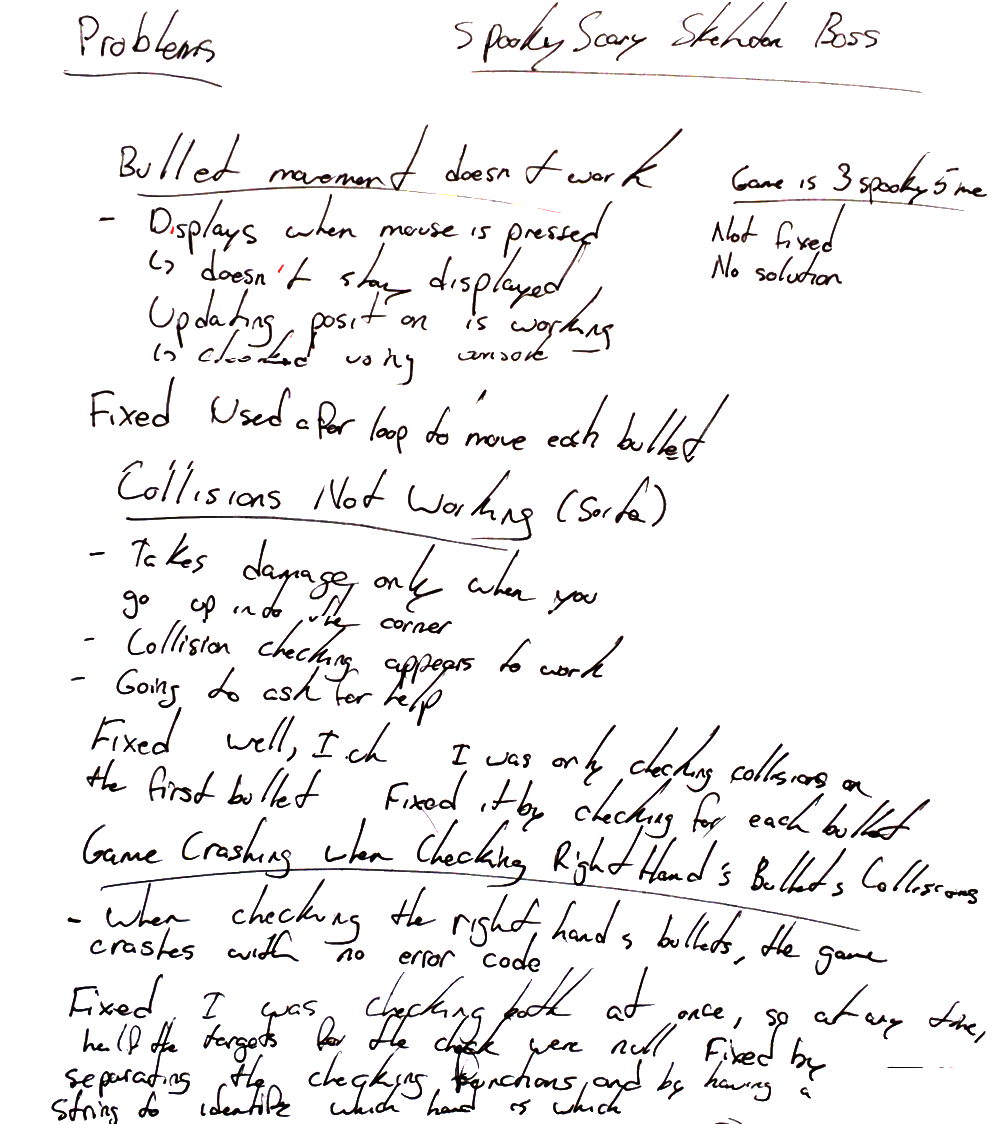 Problems
Spooky Scary Skeleton Boss
Bullet movement doesn't work
- Displays when mouse is pressed
↳ doesn't stay displayed
Updating position is working
↳ checked using console
Fixed Used a for loop to move each bullet
Game is 3 spooky 5 me
Not fixed
No solution
Collisions Not Working (Sorta)
- Takes damage only when you
go up into the corner
- Collision checking appears to work
- Going to ask for help
Fixed well, I I was only checking collisions on
the first bullet Fixed it by checking for each bullet
Game Crashing when Checking Right Hand's Bullets Collisions
- When checking the right hands bullets, the game
crashes with no error code
Fixed, I was checking both at once, so at any time,
half the targets for the check were null. Fixed by
separating the checking functions, and by having a
string to identify which hand is which